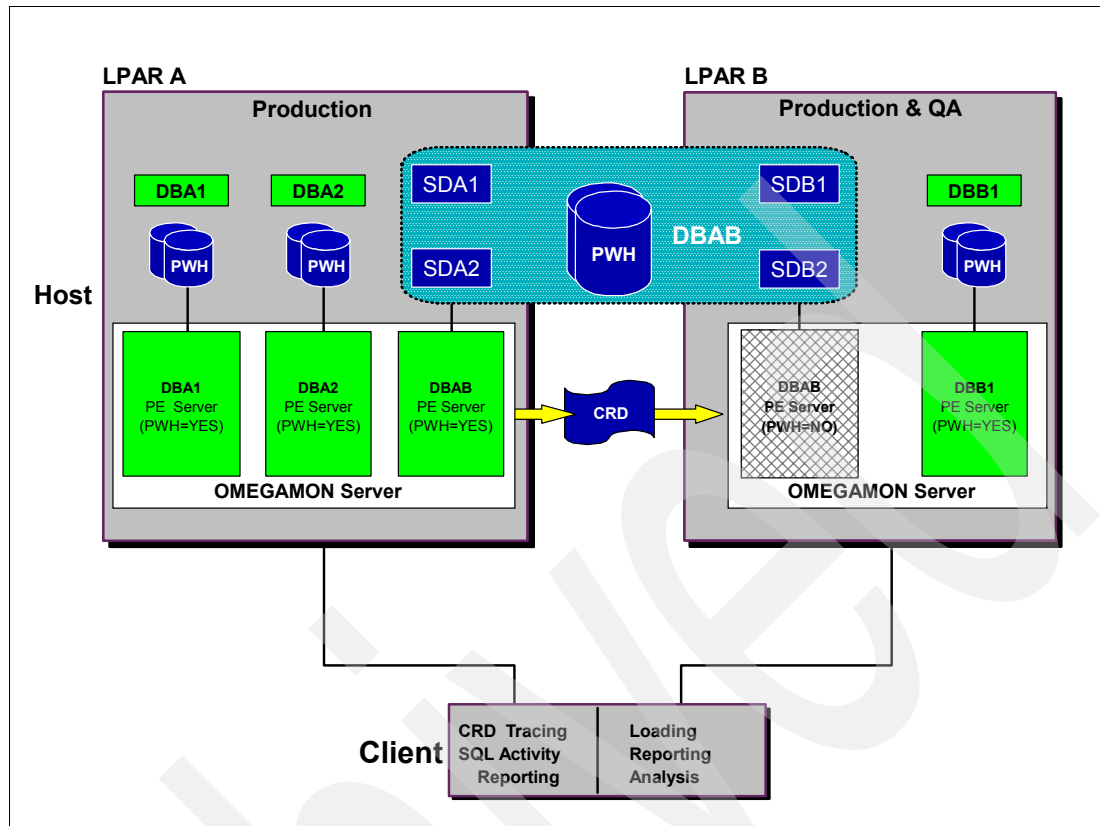 LPAR A
LPAR B
Production
Production & QA
DBA1
DBA2
SDA1
SDB1
DBB1
PWH
PWH
PWH
DBAB
PWH
SDA2
SDB2
Host
DBA1
PE Server
(PWH=YES)
DBA2
PE Server
(PWH=YES)
DBAB
PE Server
(PWH=YES)
CRD
DBAB
PE Server
(PWH=NO)
DBB1
PE Server
(PWH=YES)
OMEGAMON Server
OMEGAMON Server
Client
CRD Tracing
SQL Activity
Reporting
Loading
Reporting
Analysis